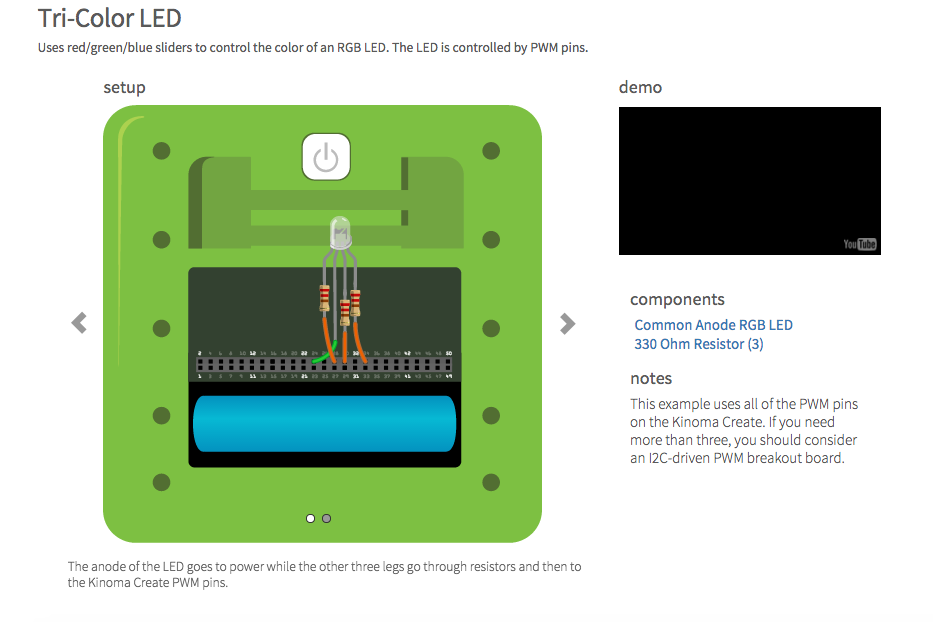 Tri-Color LED
Uses red/green/blue sliders to control the color of an RGB LED. The LED is controlled by PWM pins.
setup
demo
YouTube
components
Common Anode RGB LED
330 Ohm Resistor (3)
notes
This example uses all of the PWM pins
on the Kinoma Create. If you need
more than three, you should consider
an I2C-driven PWM breakout board.
The anode of the LED goes to power while the other three legs go through resistors and then to
the Kinoma Create PWM pins.